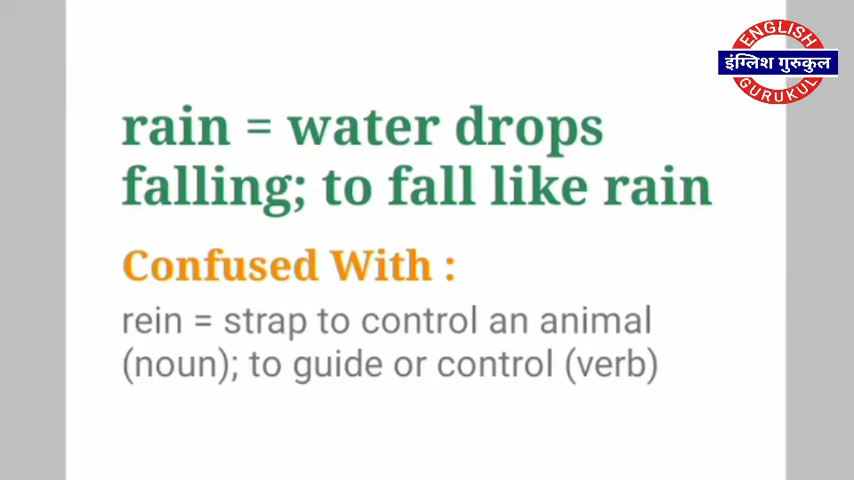 ENGLISH
इंग्लिश गुरुकुल
GURUKUL
rain = water drops
falling; to fall like rain
Confused With :
rein = strap to control an animal
(noun); to guide or control (verb)